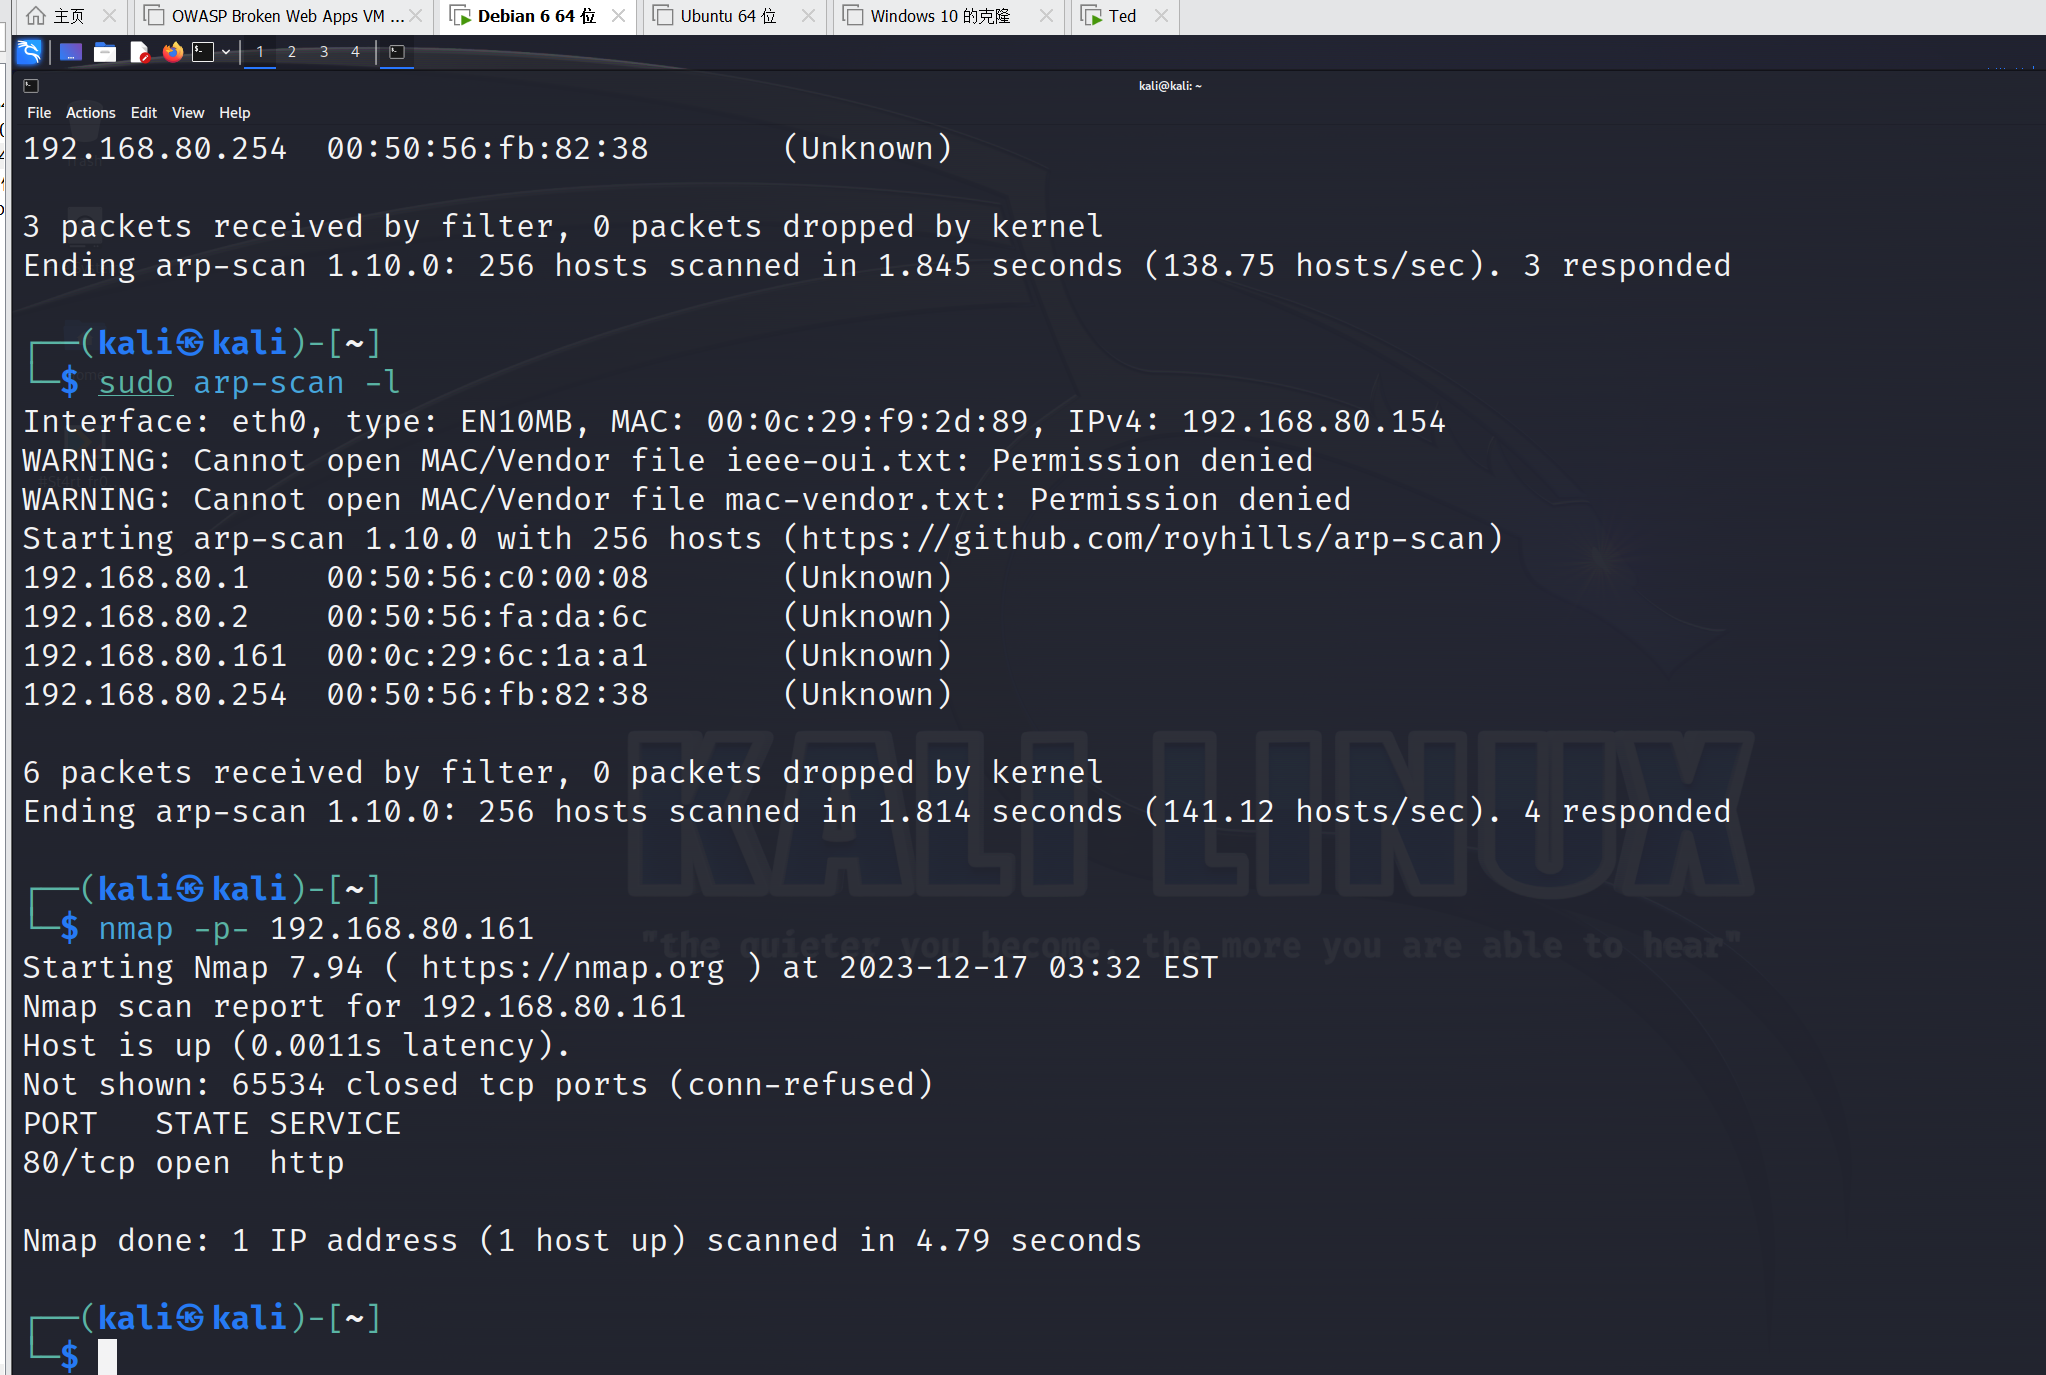 主页
OWASP Broken Web Apps VM ...
Debian 6 64 位
Ubuntu 64 位
Windows 10 的克隆
Ted
1 2 3 4
kali@kali: ~
File Actions Edit View Help
192.168.80.254 00:50:56:fb:82:38 (Unknown)
3 packets received by filter, 0 packets dropped by kernel
Ending arp-scan 1.10.0: 256 hosts scanned in 1.845 seconds (138.75 hosts/sec). 3 responded
┌──(kali㉿kali)-[~]
└─$ sudo arp-scan -l
Interface: eth0, type: EN10MB, MAC: 00:0c:29:f9:2d:89, IPv4: 192.168.80.154
WARNING: Cannot open MAC/Vendor file ieee-oui.txt: Permission denied
WARNING: Cannot open MAC/Vendor file mac-vendor.txt: Permission denied
Starting arp-scan 1.10.0 with 256 hosts (https://github.com/royhills/arp-scan)
192.168.80.1 00:50:56:c0:00:08 (Unknown)
192.168.80.2 00:50:56:fa:da:6c (Unknown)
192.168.80.161 00:0c:29:6c:1a:a1 (Unknown)
192.168.80.254 00:50:56:fb:82:38 (Unknown)
6 packets received by filter, 0 packets dropped by kernel
Ending arp-scan 1.10.0: 256 hosts scanned in 1.814 seconds (141.12 hosts/sec). 4 responded
KALI LINUX
┌──(kali㉿kali)-[~]
└─$ nmap -p- 192.168.80.161
"the quieter you become, the more you are able to hear"
Starting Nmap 7.94 ( https://nmap.org ) at 2023-12-17 03:32 EST
Nmap scan report for 192.168.80.161
Host is up (0.0011s latency).
Not shown: 65534 closed tcp ports (conn-refused)
PORT STATE SERVICE
80/tcp open http
Nmap done: 1 IP address (1 host up) scanned in 4.79 seconds
┌──(kali㉿kali)-[~]
└─$